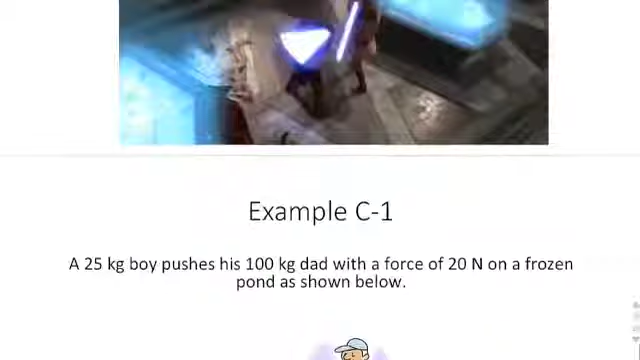 Example C-1
A 25 kg boy pushes his 100 kg dad with a force of 20 N on a frozen
pond as shown below.